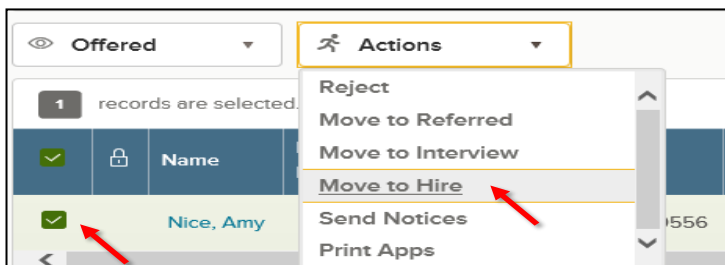 Offered
Actions
1 records are selected.
Reject
Move to Referred
Move to Interview
Move to Hire
Send Notices
Print Apps
Name
Nice, Amy
0556